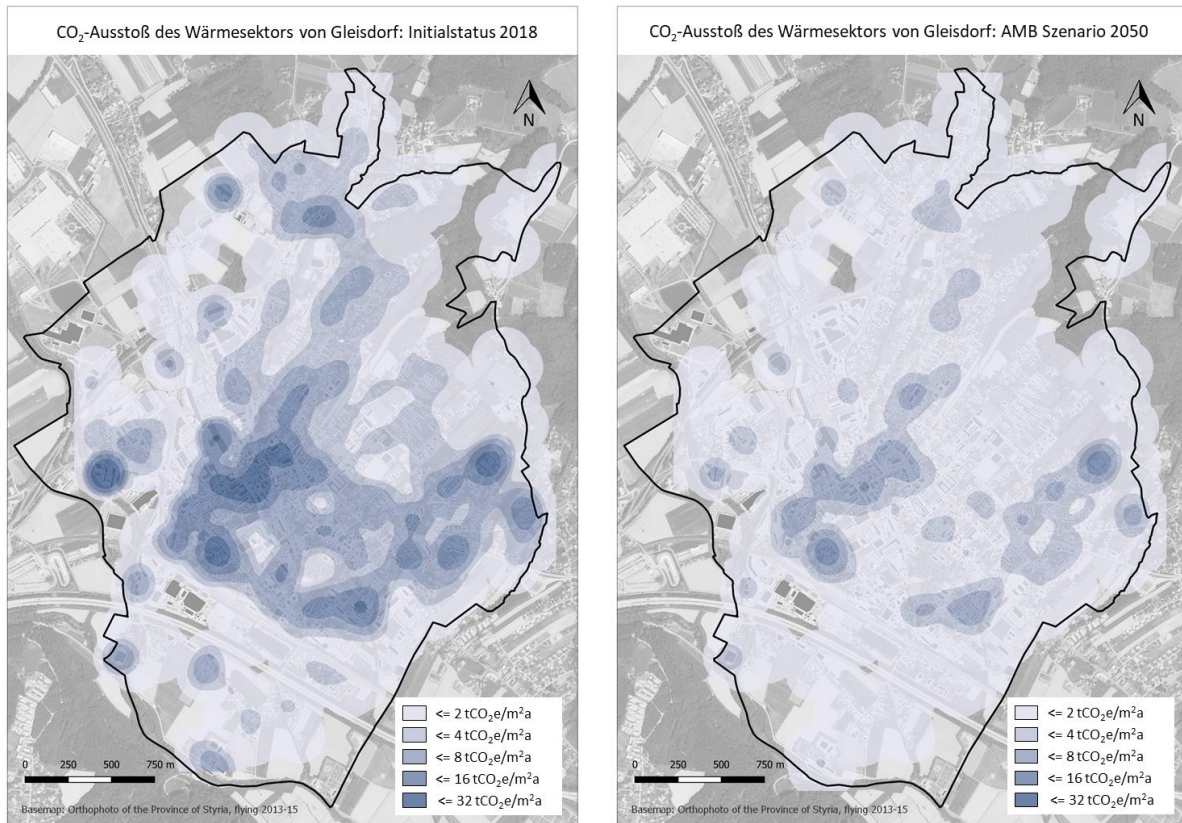 CO₂-Ausstoß des Wärmesektors von Gleisdorf: Initialstatus 2018
N
<= 2 tCO₂e/m²a
<= 4 tCO₂e/m²a
<= 8 tCO₂e/m²a
<= 16 tCO₂e/m²a
<= 32 tCO₂e/m²a
0 250 500 750 m
Basemap: Orthophoto of the Province of Styria, flying 2013-15
CO₂-Ausstoß des Wärmesektors von Gleisdorf: AMB Szenario 2050
N
<= 2 tCO₂e/m²a
<= 4 tCO₂e/m²a
<= 8 tCO₂e/m²a
<= 16 tCO₂e/m²a
<= 32 tCO₂e/m²a
0 250 500 750 m
Basemap: Orthophoto of the Province of Styria, flying 2013-15